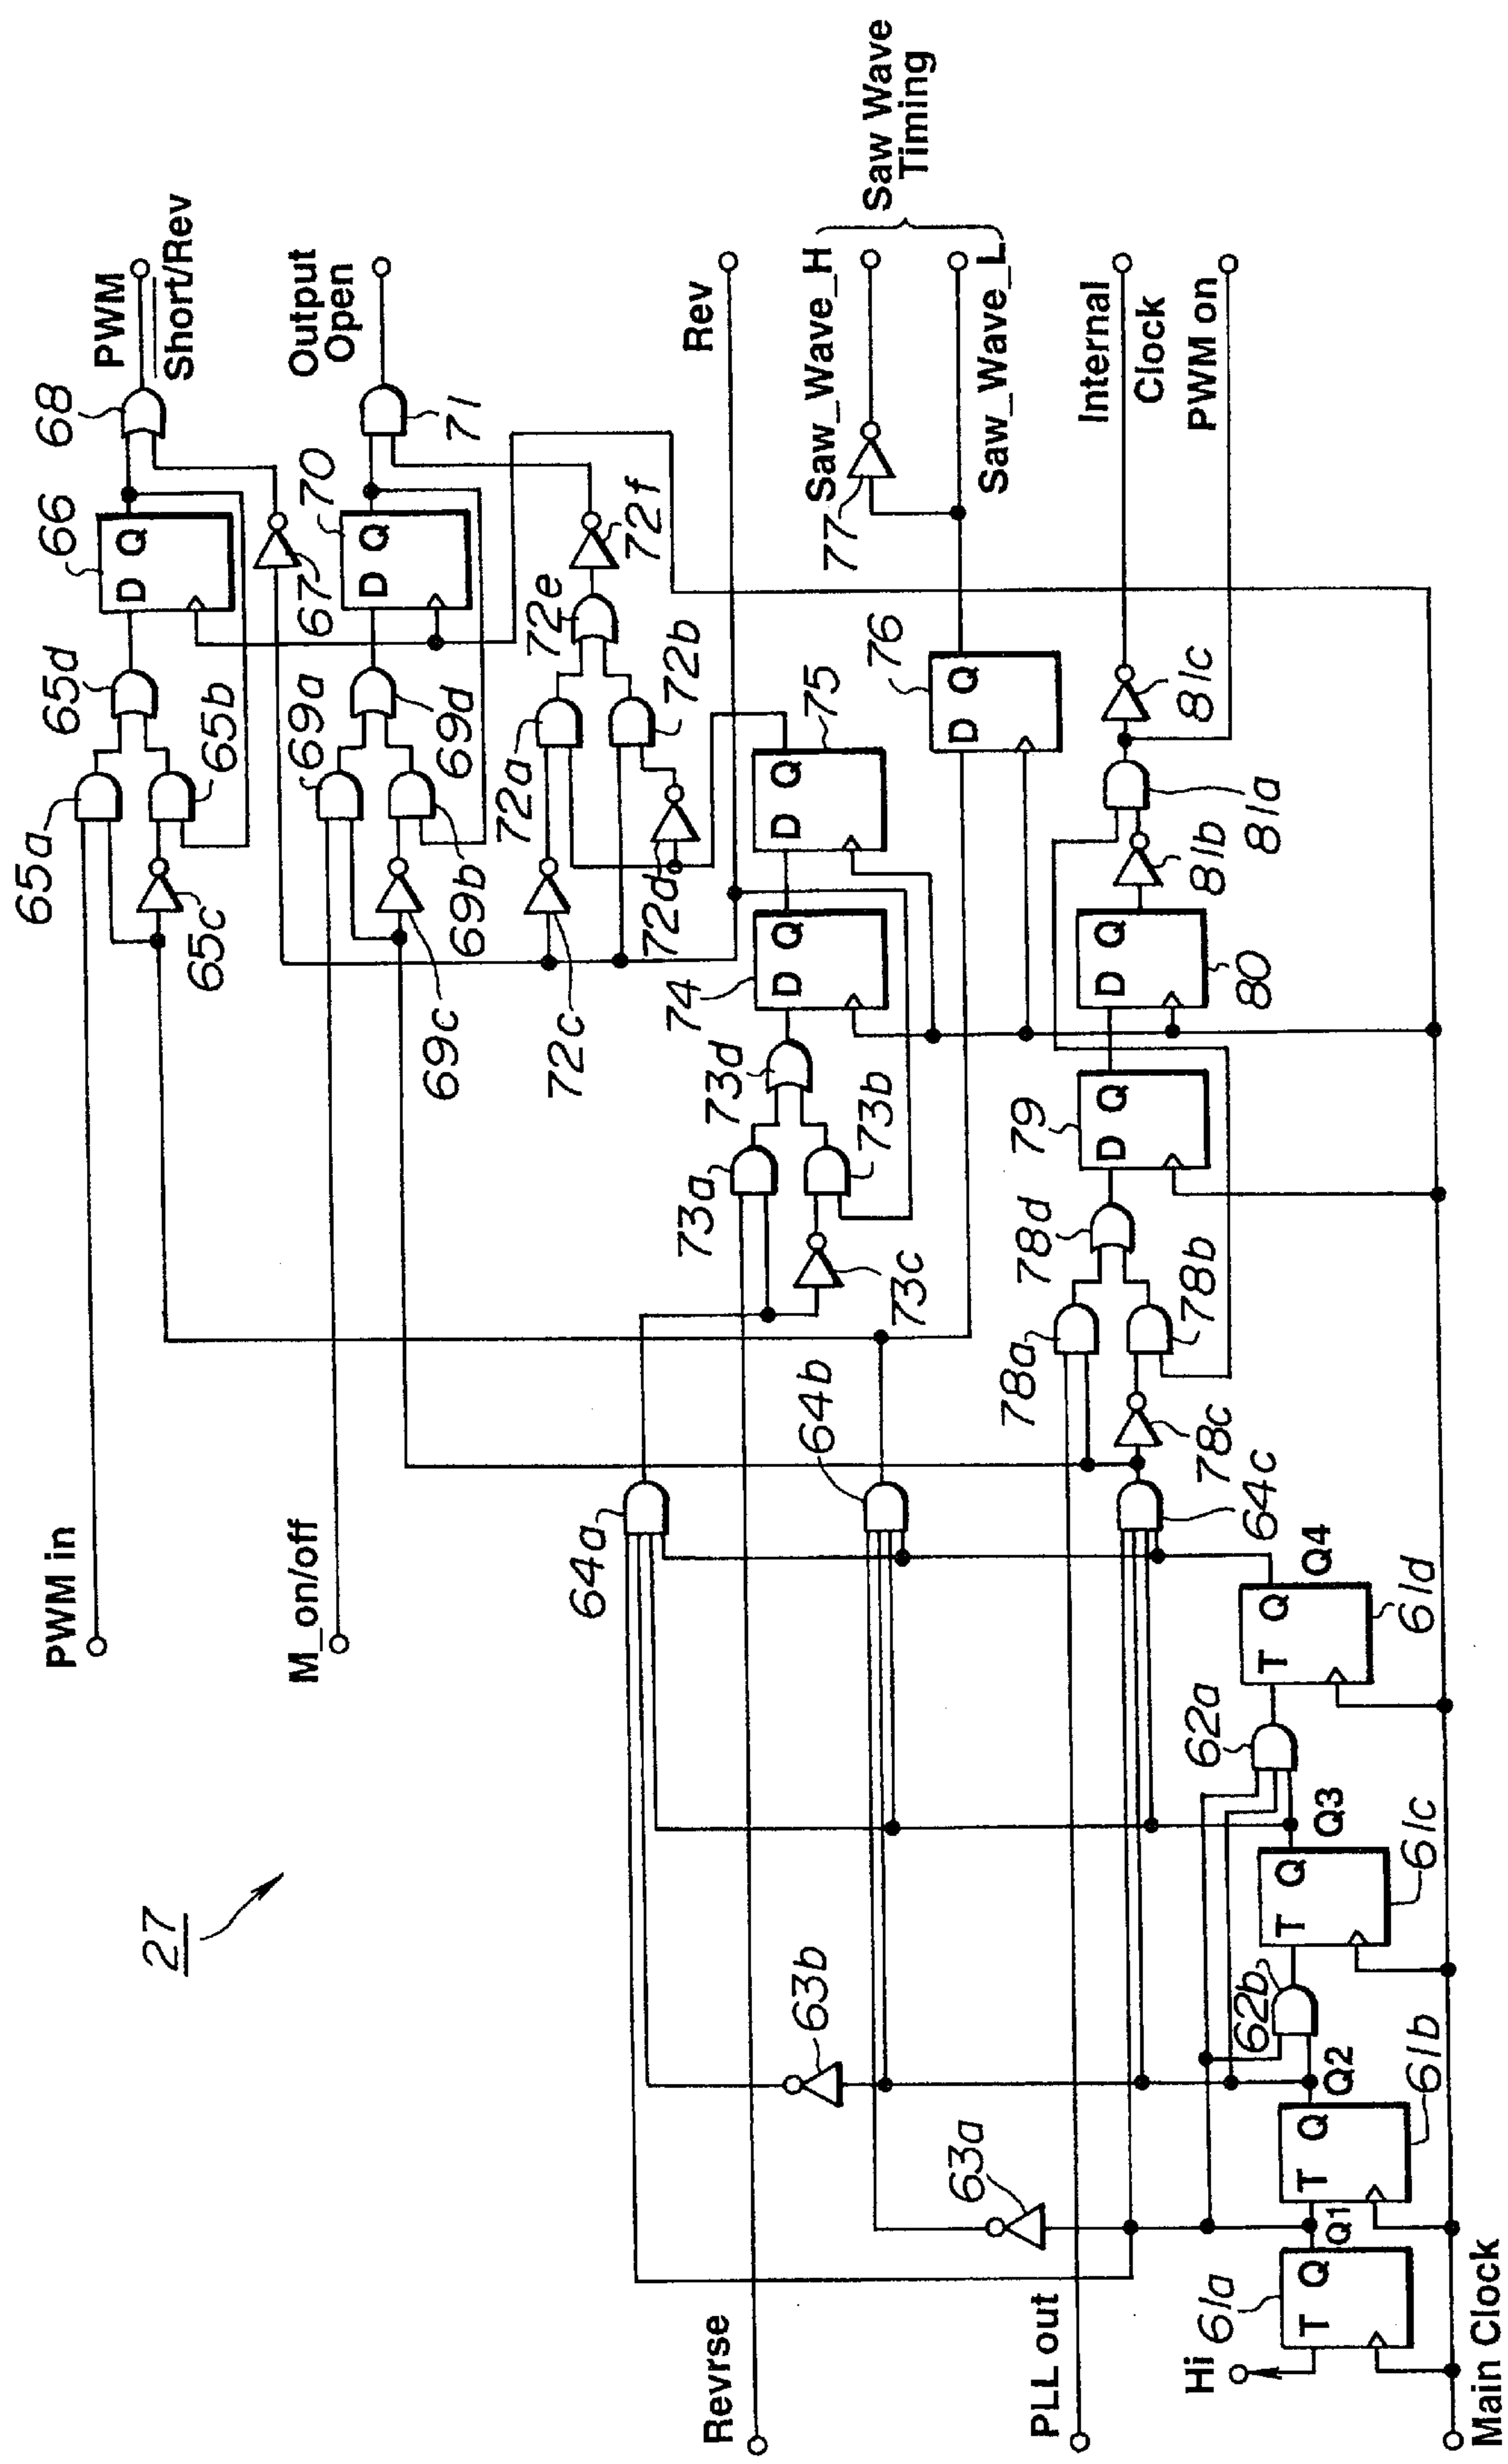 27
PWM in
65a
65c
65b
65d
66
D Q
68
PWM
Short/Rev
67
M_on/off
69a
69c
69b
69d
70
D Q
71
Output
Open
72c
72a
72d
72b
72e
72f
64a
73a
73c
73b
73d
74
D Q
75
D Q
Rev
Revrse
63b
64b
76
D Q
77
Saw_Wave_H
Saw_Wave_L
Saw Wave
Timing
63a
PLL out
64c
78a
78c
78b
78d
79
D Q
80
D Q
81b
81a
81c
Internal
Clock
PWM on
Hi
61a
T Q
Q1
61b
T Q
Q2
62b
61c
T Q
Q3
62a
61d
T Q
Q4
Main Clock